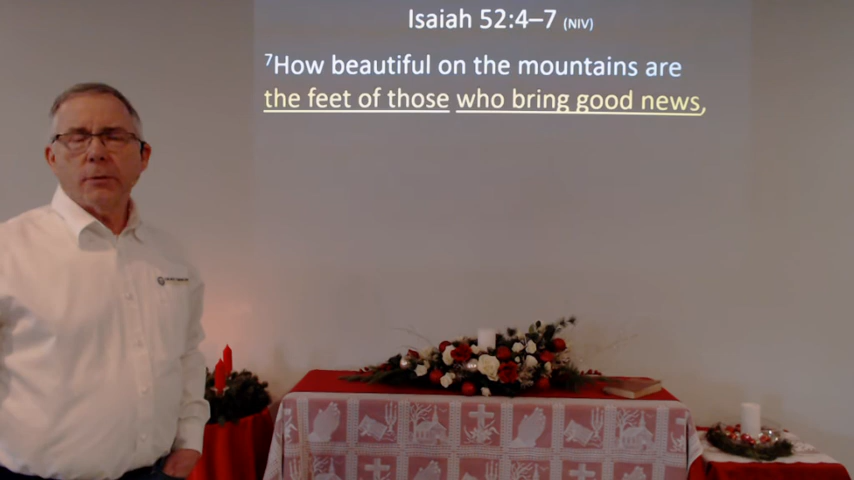 Isaiah 52:4–7 (NIV)
7How beautiful on the mountains are
the feet of those who bring good news,